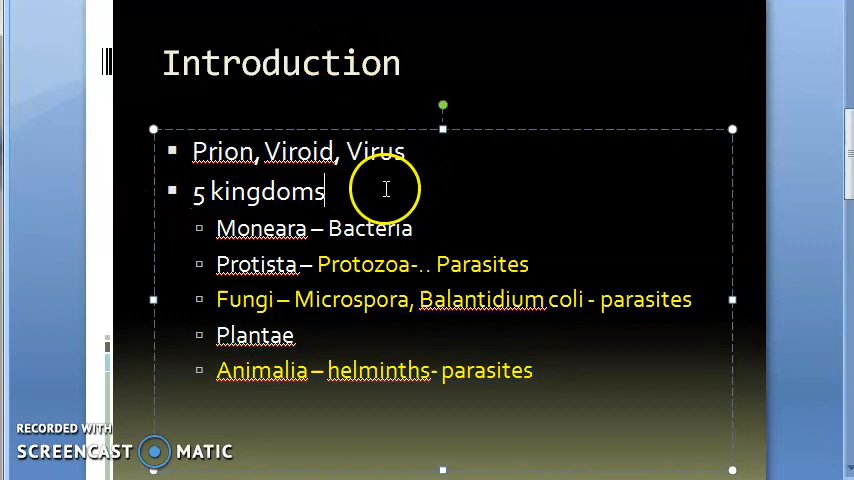 Introduction
Prion, Viroid, Virus
5 kingdoms
Moneara – Bacteria
Protista – Protozoa-.. Parasites
Fungi – Microspora, Balantidium coli - parasites
Plantae
Animalia – helminths- parasites
RECORDED WITH
SCREENCAST MATIC